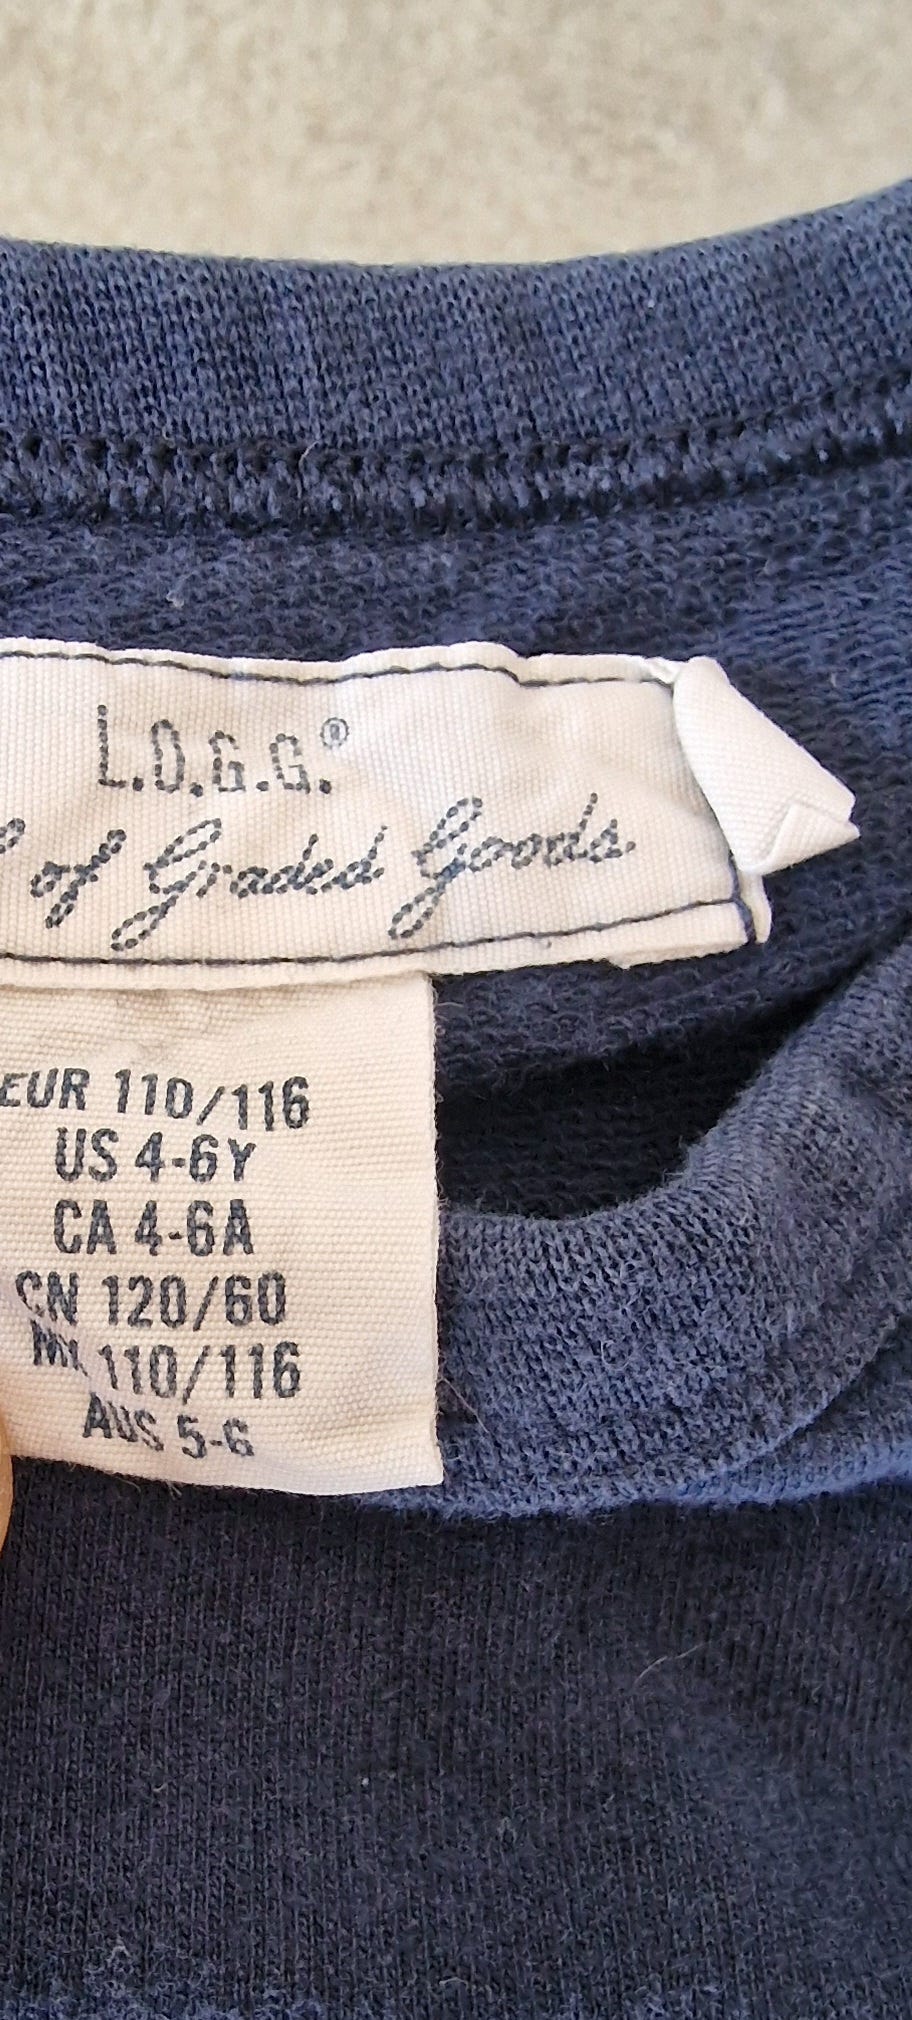 L.O.G.G.®
of Graded Goods
EUR 110/116
US 4-6Y
CA 4-6A
CN 120/60
110/116
AUS 5-6